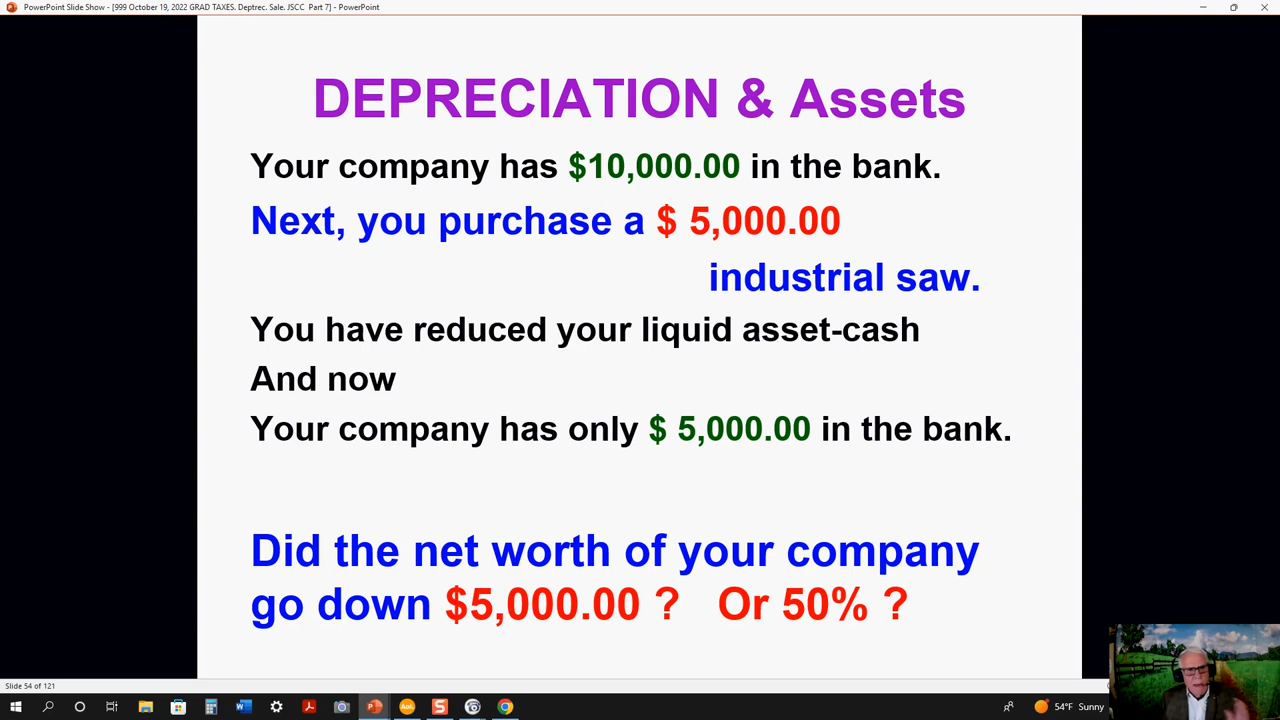 PowerPoint Slide Show - [999 October 19, 2022 GRAD TAXES. Deptrec. Sale. JSCC  Part 7] - PowerPoint
DEPRECIATION & Assets
Your company has $10,000.00 in the bank.
Next, you purchase a $ 5,000.00
industrial saw.
You have reduced your liquid asset-cash
And now
Your company has only $ 5,000.00 in the bank.
Did the net worth of your company
go down $5,000.00 ?   Or 50% ?
Slide 54 of 121
54°F Sunny